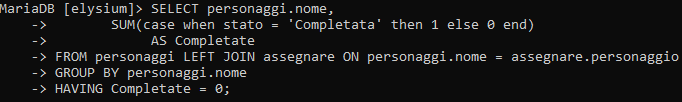 MariaDB [elysium]> SELECT personaggi.nome,
    ->        SUM(case when stato = 'Completata' then 1 else 0 end)
    ->             AS Completate
    -> FROM personaggi LEFT JOIN assegnare ON personaggi.nome = assegnare.personaggio
    -> GROUP BY personaggi.nome
    -> HAVING Completate = 0;